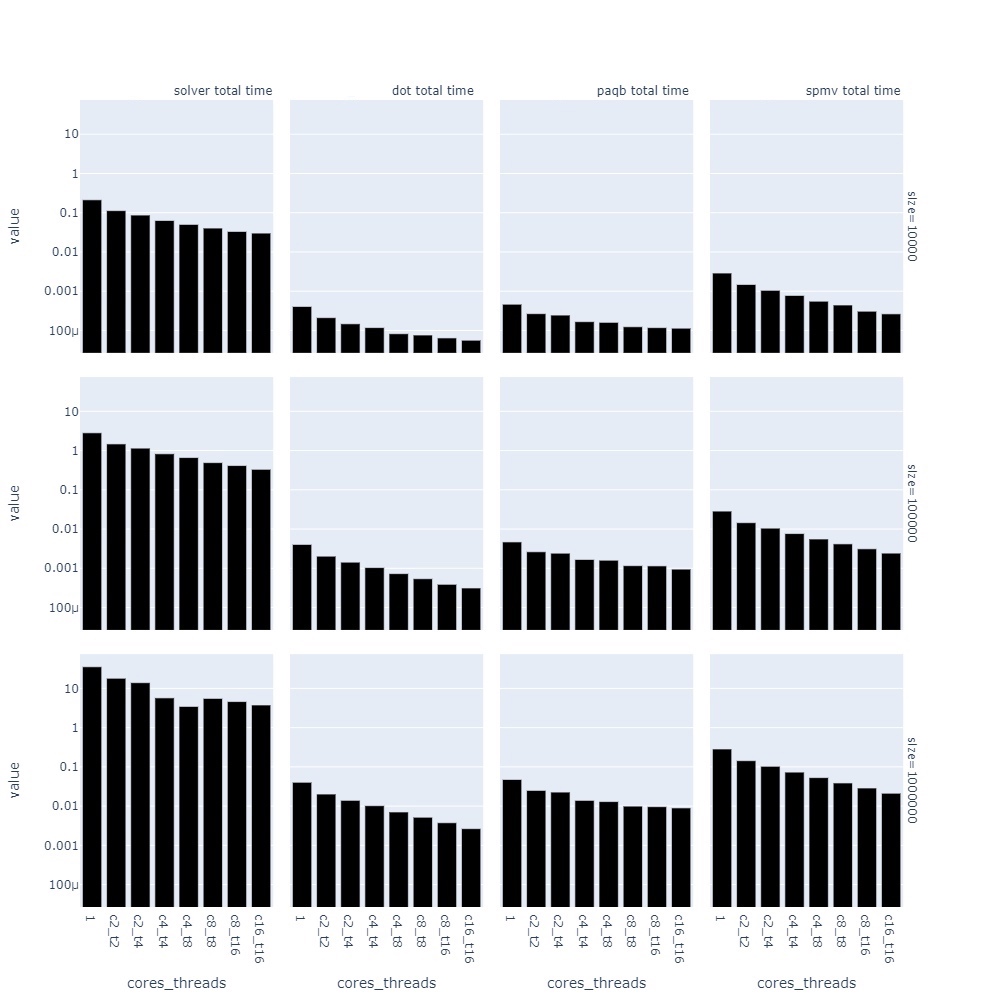 solver total time
dot total time
paqb total time
spmv total time
10
1
0.1
0.01
0.001
100μ
value
size=10000
10
1
0.1
0.01
0.001
100μ
value
size=100000
10
1
0.1
0.01
0.001
100μ
value
size=1000000
1
c2_t2
c2_t4
c4_t4
c4_t8
c8_t8
c8_t16
c16_t16
1
c2_t2
c2_t4
c4_t4
c4_t8
c8_t8
c8_t16
c16_t16
1
c2_t2
c2_t4
c4_t4
c4_t8
c8_t8
c8_t16
c16_t16
1
c2_t2
c2_t4
c4_t4
c4_t8
c8_t8
c8_t16
c16_t16
cores_threads
cores_threads
cores_threads
cores_threads